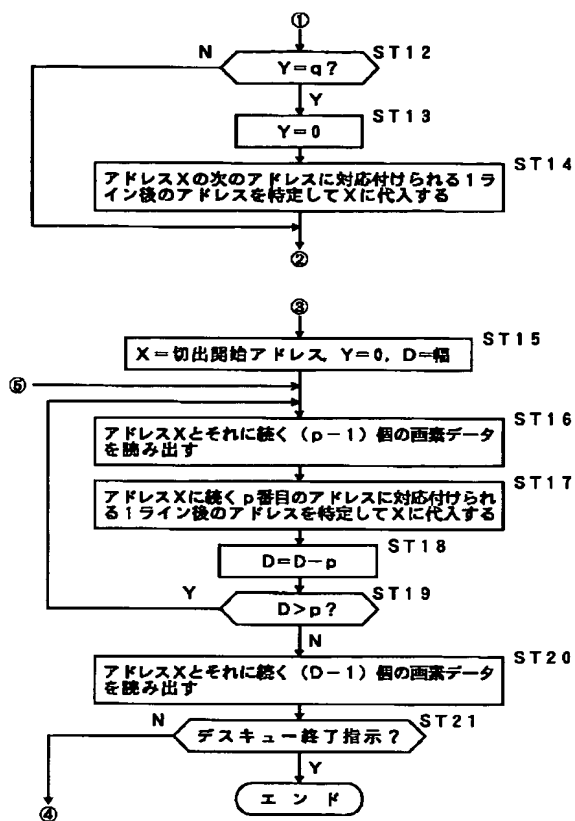 ①
N
ST12
Y=q?
Y
ST13
Y=0
ST14
アドレスXの次のアドレスに対応付けられる1ラ
イン後のアドレスを特定してXに代入する
②
③
ST15
X=切出開始アドレス, Y=0, D=幅
⑤
ST16
アドレスXとそれに続く(p-1)個の画素データ
を読み出す
ST17
アドレスXに続くp番目のアドレスに対応付けられ
る1ライン後のアドレスを特定してXに代入する
ST18
D=D-p
Y
ST19
D>p?
N
ST20
アドレスXとそれに続く(D-1)個の画素データ
を読み出す
N
ST21
デスキュー終了指示?
Y
エンド
④